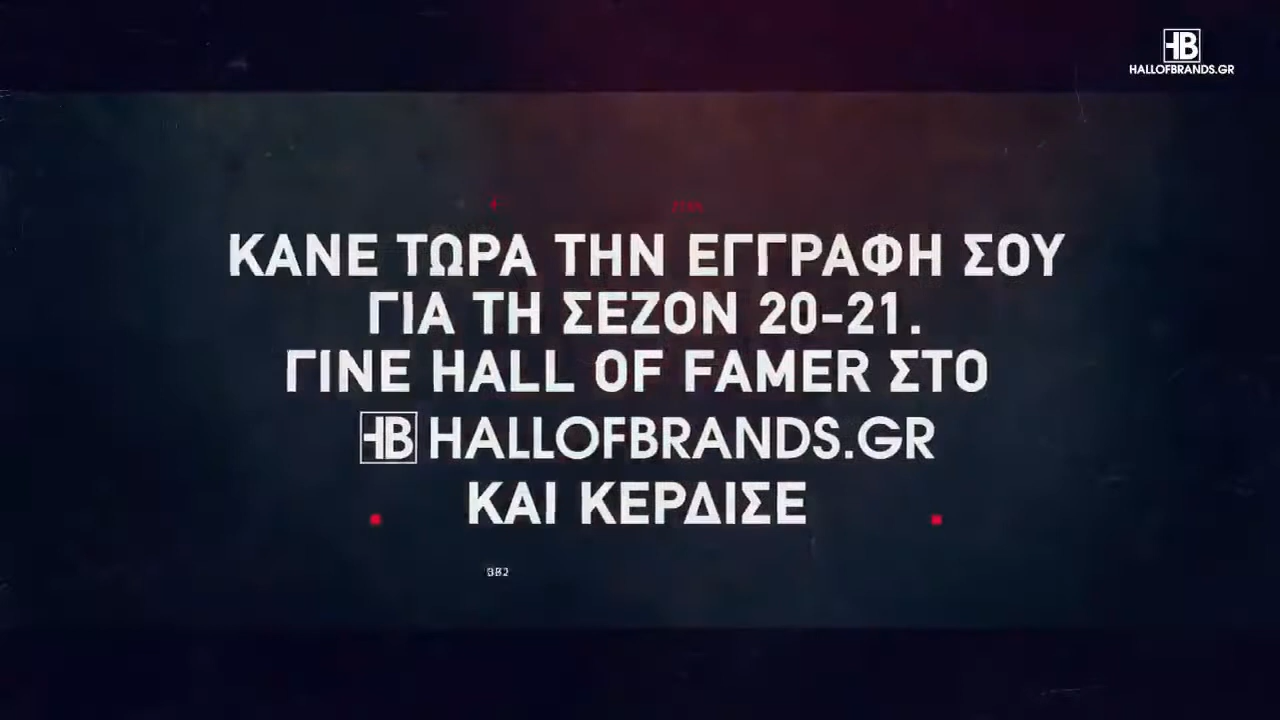 HB
HALLOFBRANDS.GR
ΚΑΝΕ ΤΩΡΑ ΤΗΝ ΕΓΓΡΑΦΗ ΣΟΥ
ΓΙΑ ΤΗ ΣΕΖΟΝ 20-21.
ΓΙΝΕ HALL OF FAMER ΣΤΟ
HB HALLOFBRANDS.GR
ΚΑΙ ΚΕΡΔΙΣΕ